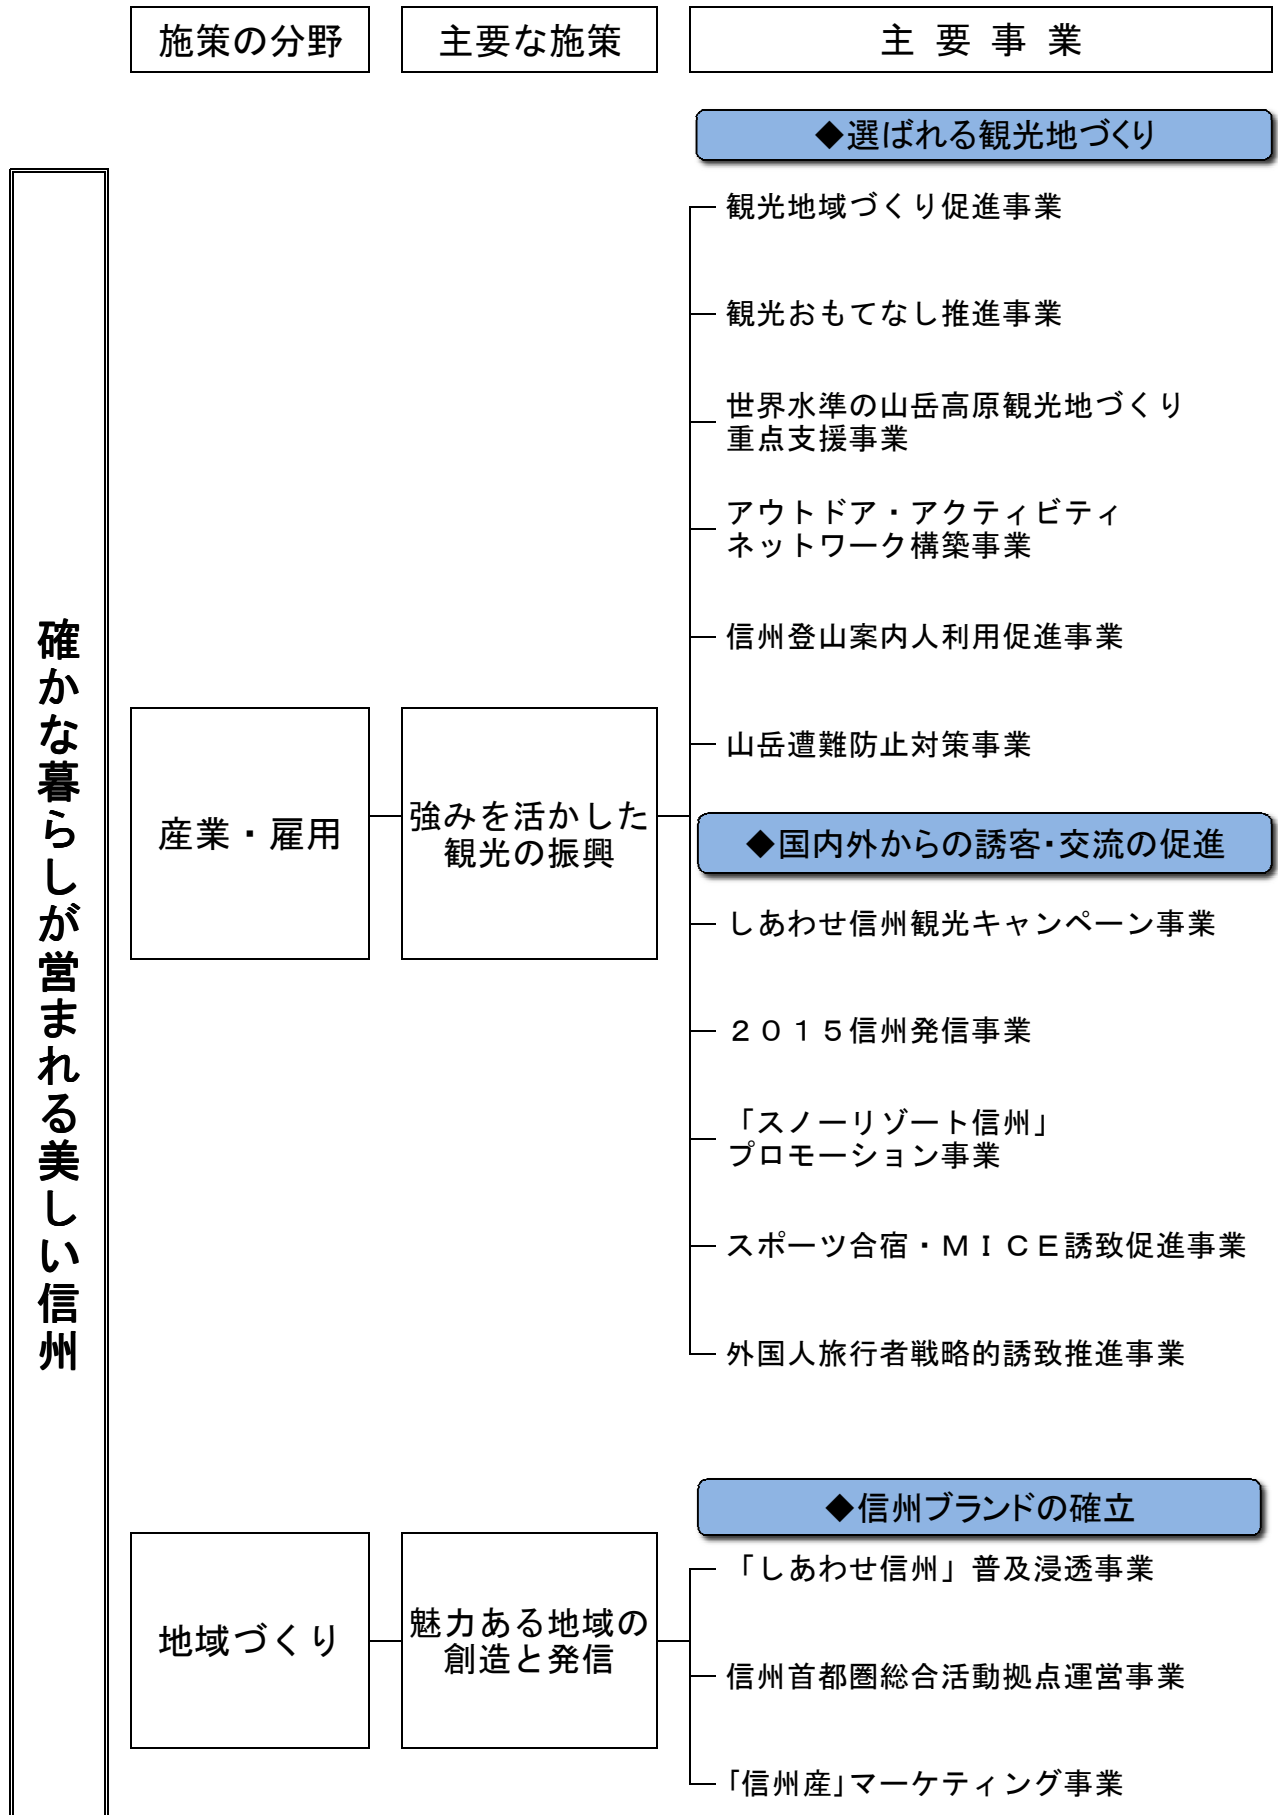 施策の分野
主要な施策
主要事業
確かな暮らしが営まれる美しい信州
産業・雇用
強みを活かした
観光の振興
◆選ばれる観光地づくり
観光地域づくり促進事業
観光おもてなし推進事業
世界水準の山岳高原観光地づくり
重点支援事業
アウトドア・アクティビティ
ネットワーク構築事業
信州登山案内人利用促進事業
山岳遭難防止対策事業
◆国内外からの誘客・交流の促進
しあわせ信州観光キャンペーン事業
２０１５信州発信事業
「スノーリゾート信州」
プロモーション事業
スポーツ合宿・ＭＩＣＥ誘致促進事業
外国人旅行者戦略的誘致推進事業
地域づくり
魅力ある地域の
創造と発信
◆信州ブランドの確立
「しあわせ信州」普及浸透事業
信州首都圏総合活動拠点運営事業
「信州産」マーケティング事業